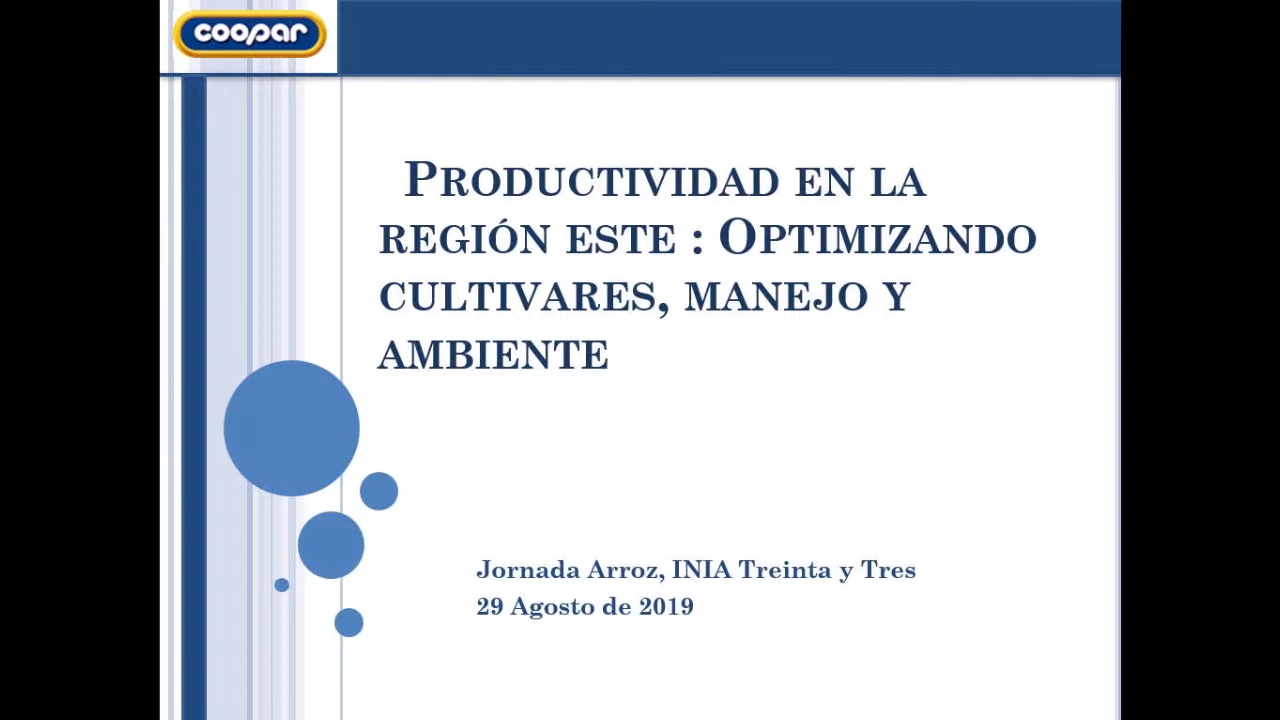 coopar
Productividad en la
región este : Optimizando
cultivares, manejo y
ambiente
Jornada Arroz, INIA Treinta y Tres
29 Agosto de 2019